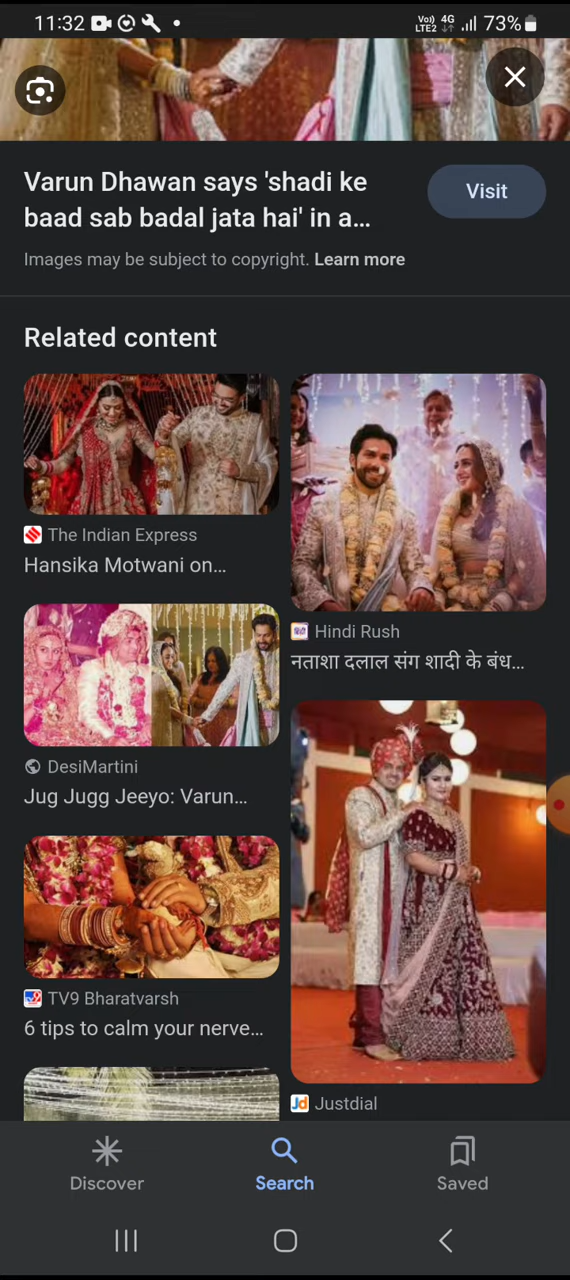 11:32
Vo)) 4G
LTE2
73%
Varun Dhawan says 'shadi ke
baad sab badal jata hai' in a...
Visit
Images may be subject to copyright. Learn more
Related content
The Indian Express
Hansika Motwani on...
Hindi Rush
नताशा दलाल संग शादी के बंध...
DesiMartini
Jug Jugg Jeeyo: Varun...
TV9 Bharatvarsh
6 tips to calm your nerve...
Jd Justdial
Discover
Search
Saved